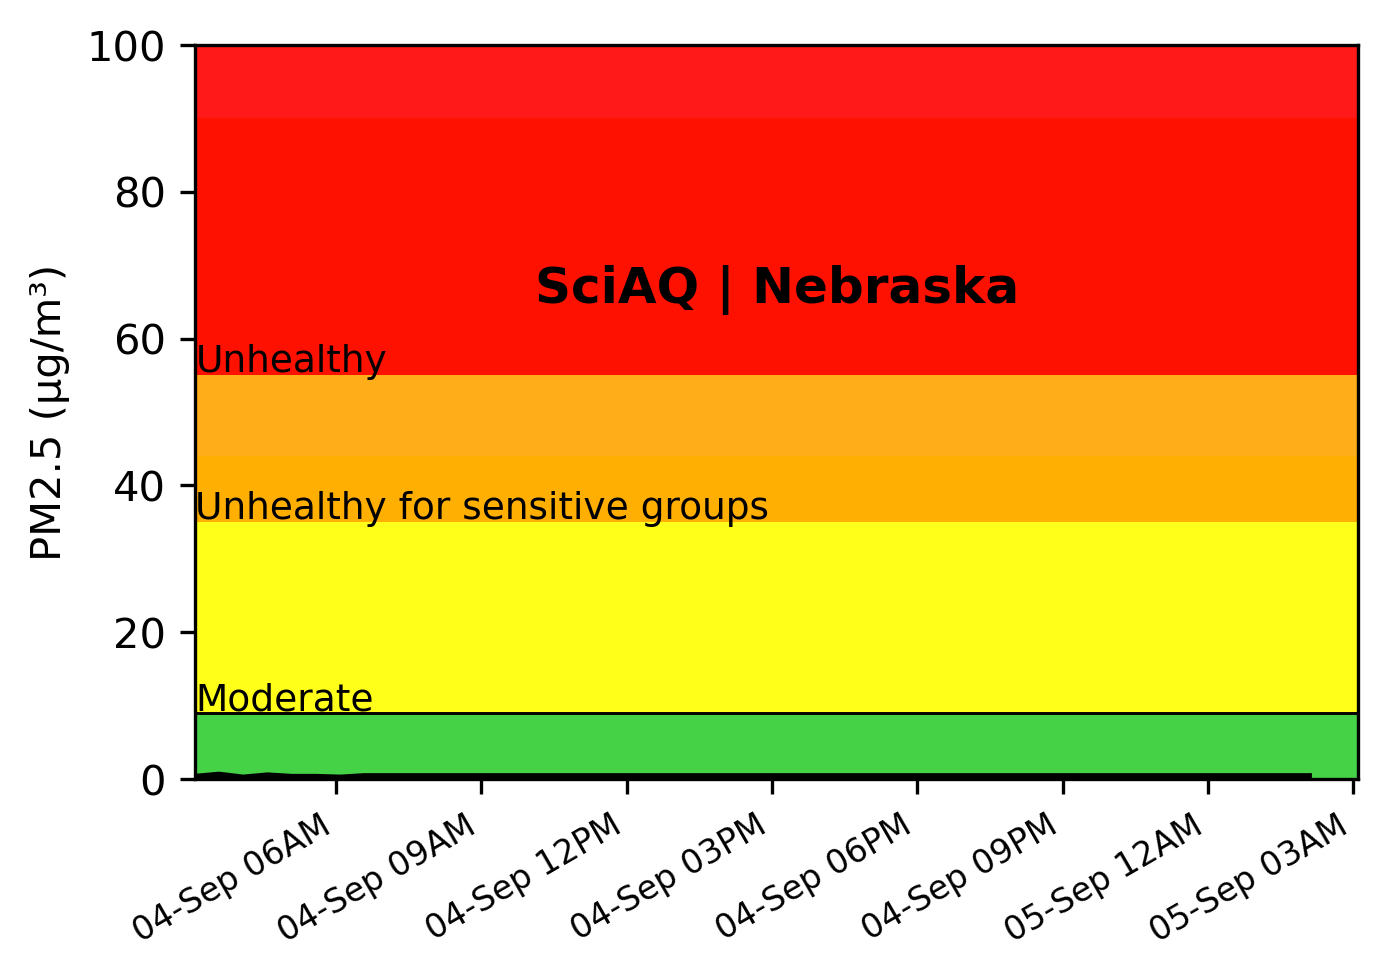 100
80
60
40
20
0
PM2.5 (µg/m³)
SciAQ | Nebraska
Unhealthy
Unhealthy for sensitive groups
Moderate
04-Sep 06AM
04-Sep 09AM
04-Sep 12PM
04-Sep 03PM
04-Sep 06PM
04-Sep 09PM
05-Sep 12AM
05-Sep 03AM